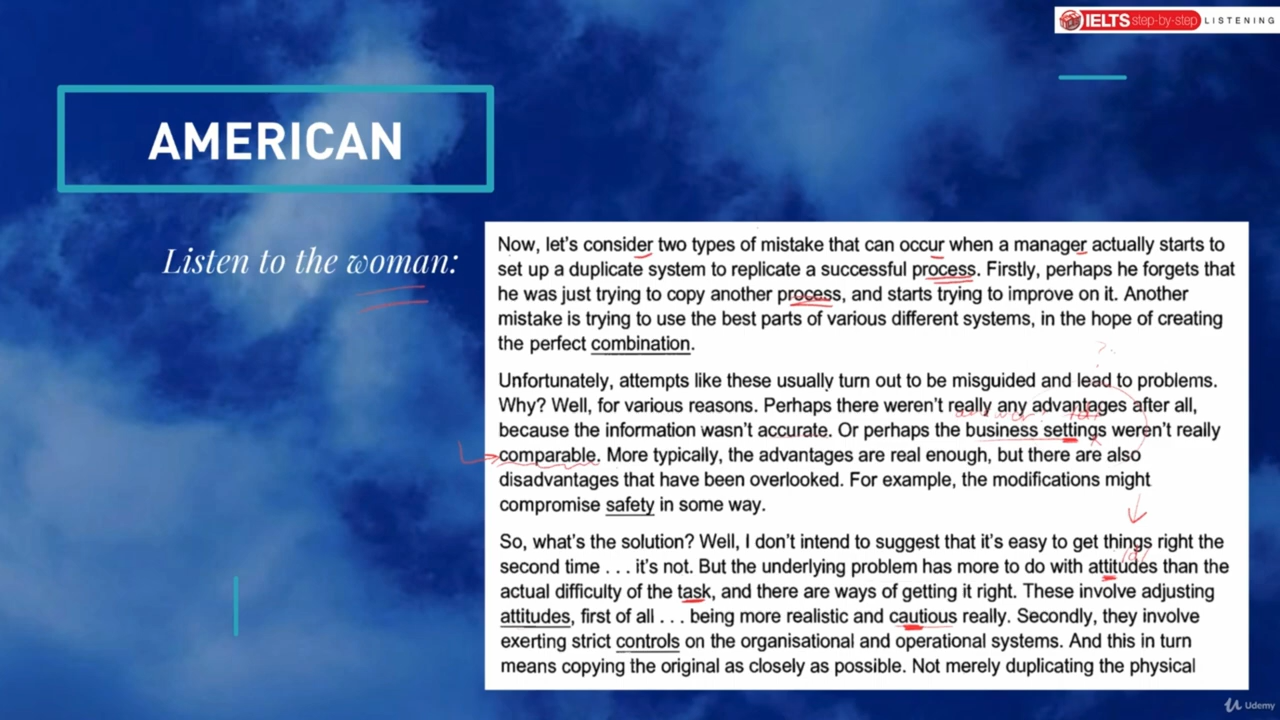 IELTS step-by-step LISTENING
AMERICAN
Listen to the woman:
Now, let's consider two types of mistake that can occur when a manager actually starts to
set up a duplicate system to replicate a successful process. Firstly, perhaps he forgets that
he was just trying to copy another process, and starts trying to improve on it. Another
mistake is trying to use the best parts of various different systems, in the hope of creating
the perfect combination.
Unfortunately, attempts like these usually turn out to be misguided and lead to problems.
Why? Well, for various reasons. Perhaps there weren't really any advantages after all,
because the information wasn't accurate. Or perhaps the business settings weren't really
comparable. More typically, the advantages are real enough, but there are also
disadvantages that have been overlooked. For example, the modifications might
compromise safety in some way.
So, what's the solution? Well, I don't intend to suggest that it's easy to get things right the
second time . . . it's not. But the underlying problem has more to do with attitudes than the
actual difficulty of the task, and there are ways of getting it right. These involve adjusting
attitudes, first of all . . . being more realistic and cautious really. Secondly, they involve
exerting strict controls on the organisational and operational systems. And this in turn
means copying the original as closely as possible. Not merely duplicating the physical
Udemy